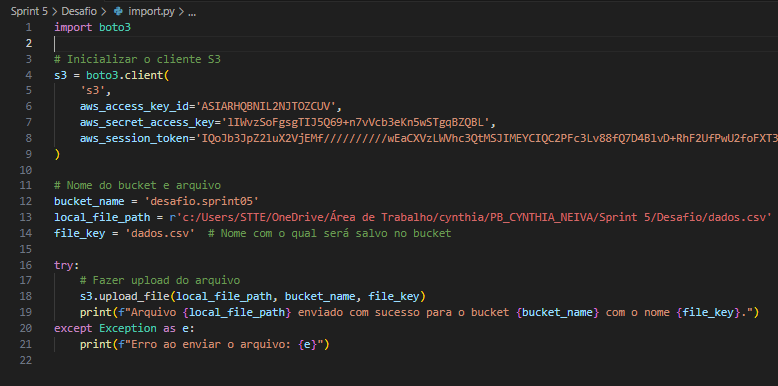 Sprint 5 > Desafio > import.py > ...
1 import boto3
2
3 # Inicializar o cliente S3
4 s3 = boto3.client(
5 's3',
6 aws_access_key_id='ASIARHQBNIL2NJTOZCUV',
7 aws_secret_access_key='lIWvzSoFgsgTIJ5Q69+n7vVcb3eKn5wSTgqBZQBL',
8 aws_session_token='IQoJb3JpZ2luX2VjEMf//////////wEaCXVzLWVhc3QtMSJIMEYCIQC2PFc3Lv88fQ7D4BlvD+RhF2UfPwU2foFXT3
9 )
10
11 # Nome do bucket e arquivo
12 bucket_name = 'desafio.sprint05'
13 local_file_path = r'c:/Users/STTE/OneDrive/Área de Trabalho/cynthia/PB_CYNTHIA_NEIVA/Sprint 5/Desafio/dados.csv'
14 file_key = 'dados.csv'  # Nome com o qual será salvo no bucket
15
16 try:
17 # Fazer upload do arquivo
18 s3.upload_file(local_file_path, bucket_name, file_key)
19 print(f"Arquivo {local_file_path} enviado com sucesso para o bucket {bucket_name} com o nome {file_key}.")
20 except Exception as e:
21 print(f"Erro ao enviar o arquivo: {e}")
22